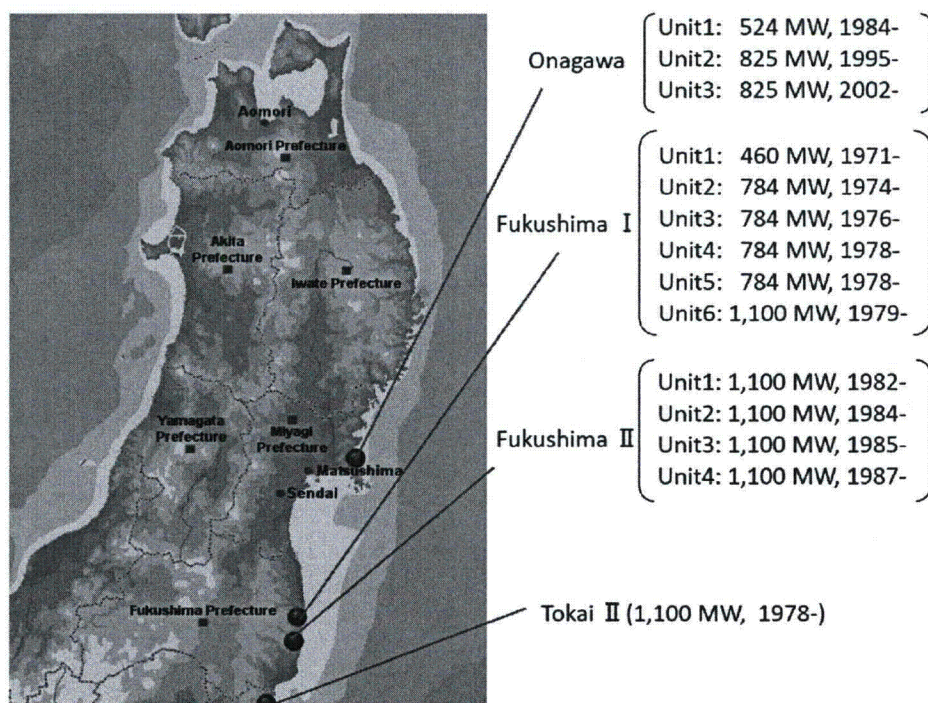 Onagawa
Unit1: 524 MW, 1984-
Unit2: 825 MW, 1995-
Unit3: 825 MW, 2002-
Fukushima I
Unit1: 460 MW, 1971-
Unit2: 784 MW, 1974-
Unit3: 784 MW, 1976-
Unit4: 784 MW, 1978-
Unit5: 784 MW, 1978-
Unit6: 1,100 MW, 1979-
Fukushima II
Unit1: 1,100 MW, 1982-
Unit2: 1,100 MW, 1984-
Unit3: 1,100 MW, 1985-
Unit4: 1,100 MW, 1987-
Tokai II (1,100 MW, 1978-)
Aomori
Aomori Prefecture
Akita
Prefecture
Iwate Prefecture
Yamagata
Prefecture
Miyagi
Prefecture
Matsushima
Sendai
Fukushima Prefecture